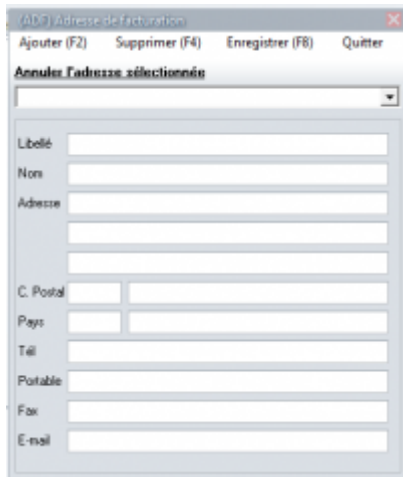 (ADF) Adresse de facturation
Ajouter (F2) Supprimer (F4) Enregistrer (F8) Quitter
Annuler l'adresse sélectionnée
Libellé
Nom
Adresse
C. Postal
Pays
Tél
Portable
Fax
E-mail